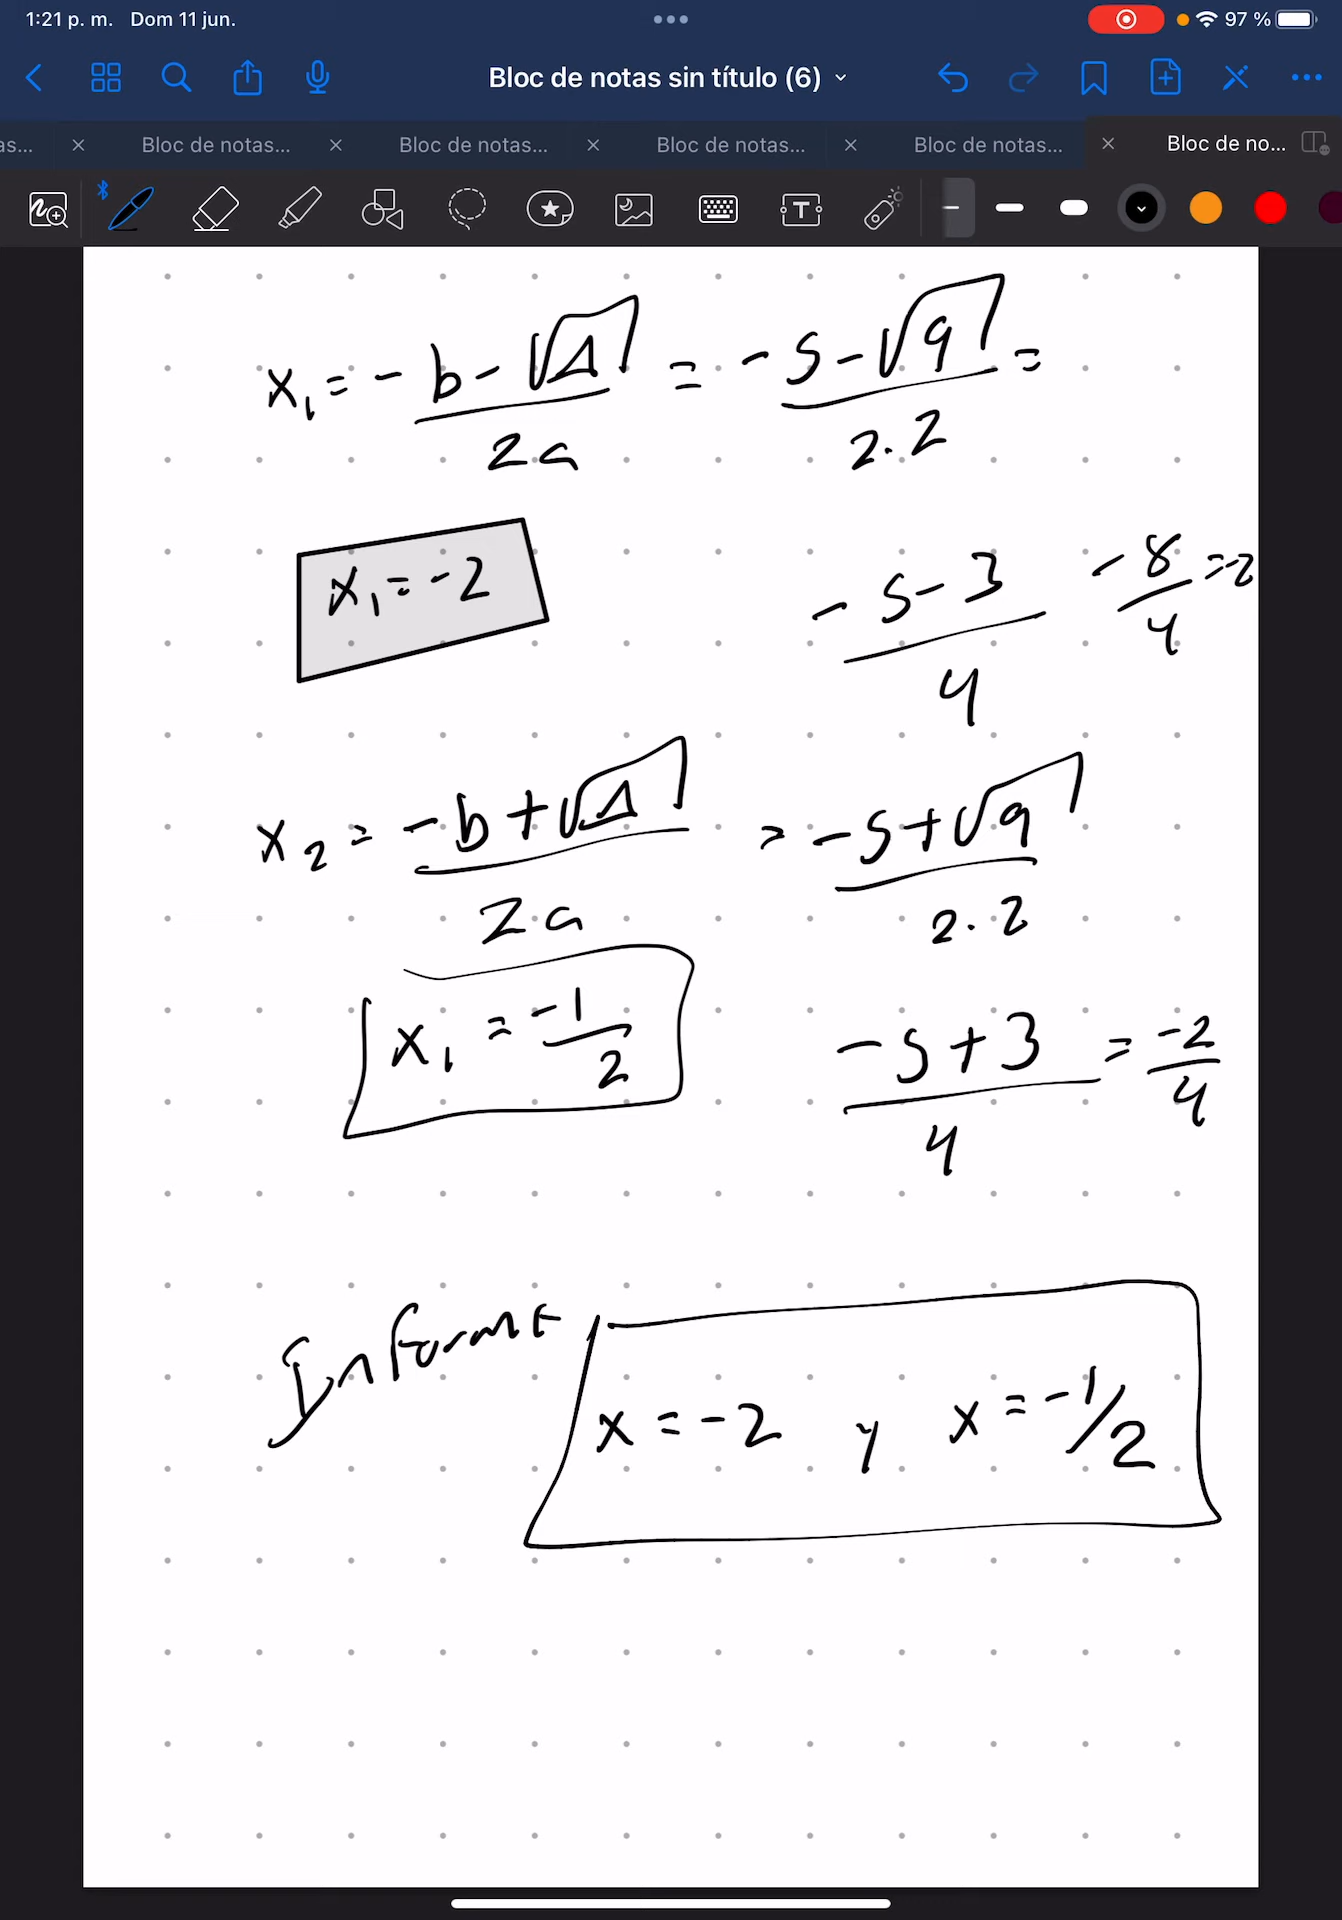 1:21 p. m. Dom 11 jun. 97 %
Bloc de notas sin título (6)
as... Bloc de notas... Bloc de notas... Bloc de notas... Bloc de notas... Bloc de no...
x₁ = - b - √Δ / 2a = - 5 - √9 / 2·2 =
x₁ = -2
- 5 - 3 / 4 - 8 / 4 = -2
x₂ = -b + √Δ / 2a = -5 + √9 / 2·2
x₁ = -1 / 2
-5 + 3 / 4 = -2 / 4
x = -2 y x = -1/2